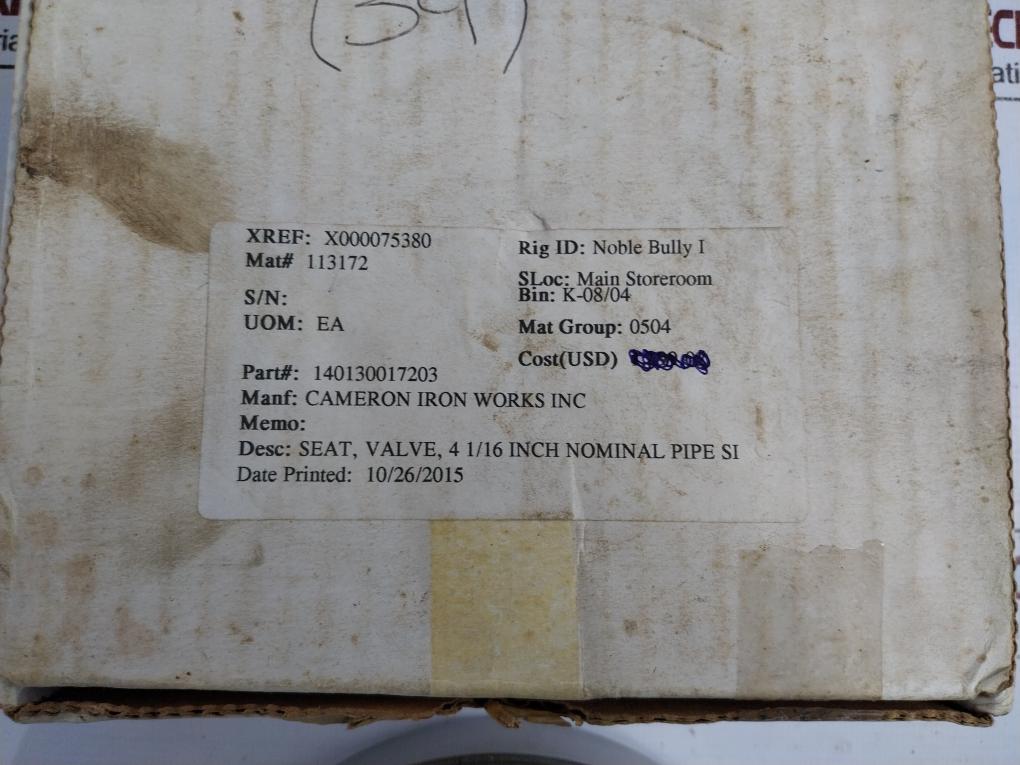 (34)
XREF: X000075380
Mat# 113172
S/N:
UOM: EA
Part#: 140130017203
Manf: CAMERON IRON WORKS INC
Memo:
Desc: SEAT, VALVE, 4 1/16 INCH NOMINAL PIPE SI
Date Printed: 10/26/2015
Rig ID: Noble Bully I
SLoc: Main Storeroom
Bin: K-08/04
Mat Group: 0504
Cost(USD)